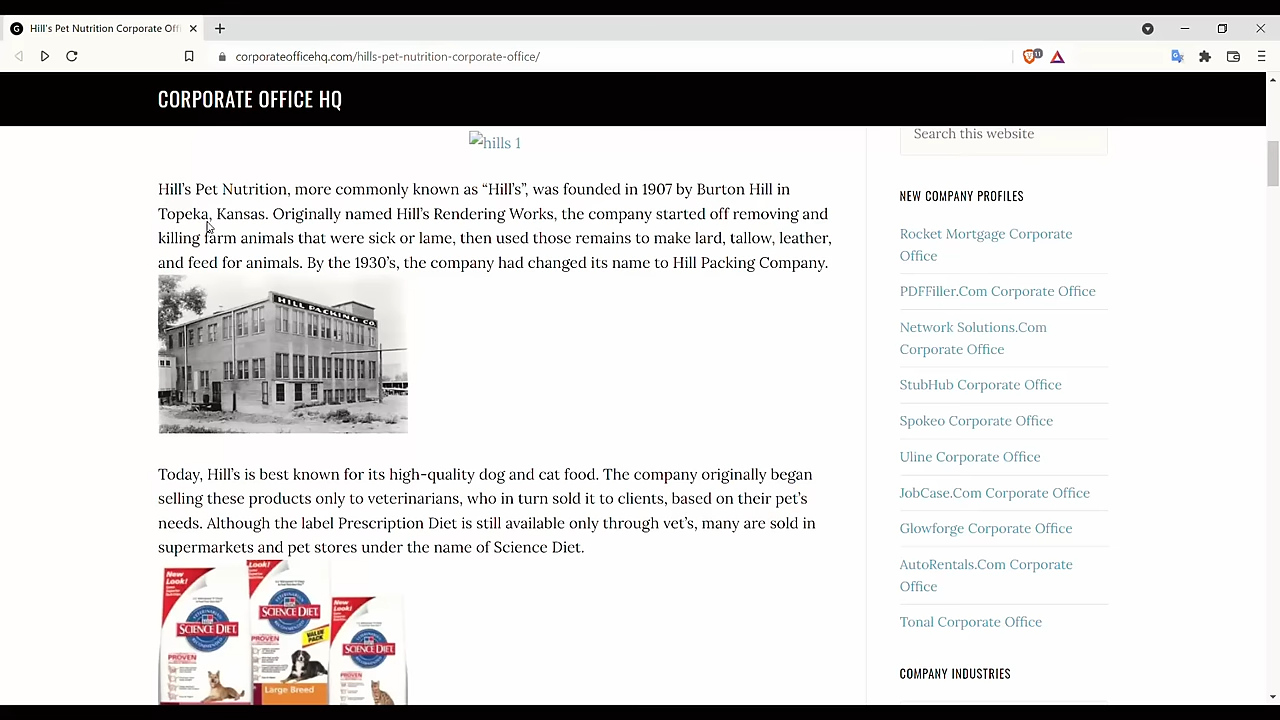 Hill's Pet Nutrition Corporate Off
corporateofficehq.com/hills-pet-nutrition-corporate-office/
11
CORPORATE OFFICE HQ
hills 1
Search this website
Hill's Pet Nutrition, more commonly known as “Hill's”, was founded in 1907 by Burton Hill in
Topeka, Kansas. Originally named Hill's Rendering Works, the company started off removing and
killing farm animals that were sick or lame, then used those remains to make lard, tallow, leather,
and feed for animals. By the 1930's, the company had changed its name to Hill Packing Company.
HILL PACKING CO.
Today, Hill's is best known for its high-quality dog and cat food. The company originally began
selling these products only to veterinarians, who in turn sold it to clients, based on their pet's
needs. Although the label Prescription Diet is still available only through vet's, many are sold in
supermarkets and pet stores under the name of Science Diet.
New Look!
SCIENCE DIET
PROVEN
Look!
SCIENCE DIET
VALUE PACK
PROVEN
Large Breed
New Look!
SCIENCE DIET
PROVEN
NEW COMPANY PROFILES
Rocket Mortgage Corporate
Office
PDFFiller.Com Corporate Office
Network Solutions.Com
Corporate Office
StubHub Corporate Office
Spokeo Corporate Office
Uline Corporate Office
JobCase.Com Corporate Office
Glowforge Corporate Office
AutoRentals.Com Corporate
Office
Tonal Corporate Office
COMPANY INDUSTRIES